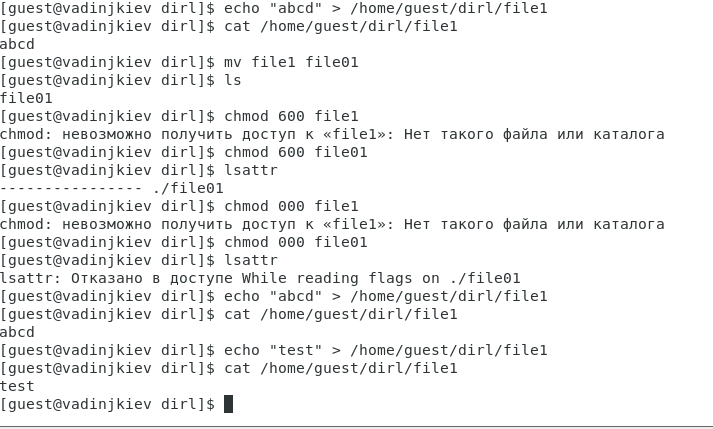 [guest@vadinjkiev dirl]$ echo "abcd" > /home/guest/dirl/file1
[guest@vadinjkiev dirl]$ cat /home/guest/dirl/file1
abcd
[guest@vadinjkiev dirl]$ mv file1 file01
[guest@vadinjkiev dirl]$ ls
file01
[guest@vadinjkiev dirl]$ chmod 600 file1
chmod: невозможно получить доступ к «file1»: Нет такого файла или каталога
[guest@vadinjkiev dirl]$ chmod 600 file01
[guest@vadinjkiev dirl]$ lsattr
---------------- ./file01
[guest@vadinjkiev dirl]$ chmod 000 file1
chmod: невозможно получить доступ к «file1»: Нет такого файла или каталога
[guest@vadinjkiev dirl]$ chmod 000 file01
[guest@vadinjkiev dirl]$ lsattr
lsattr: Отказано в доступе While reading flags on ./file01
[guest@vadinjkiev dirl]$ echo "abcd" > /home/guest/dirl/file1
[guest@vadinjkiev dirl]$ cat /home/guest/dirl/file1
abcd
[guest@vadinjkiev dirl]$ echo "test" > /home/guest/dirl/file1
[guest@vadinjkiev dirl]$ cat /home/guest/dirl/file1
test
[guest@vadinjkiev dirl]$